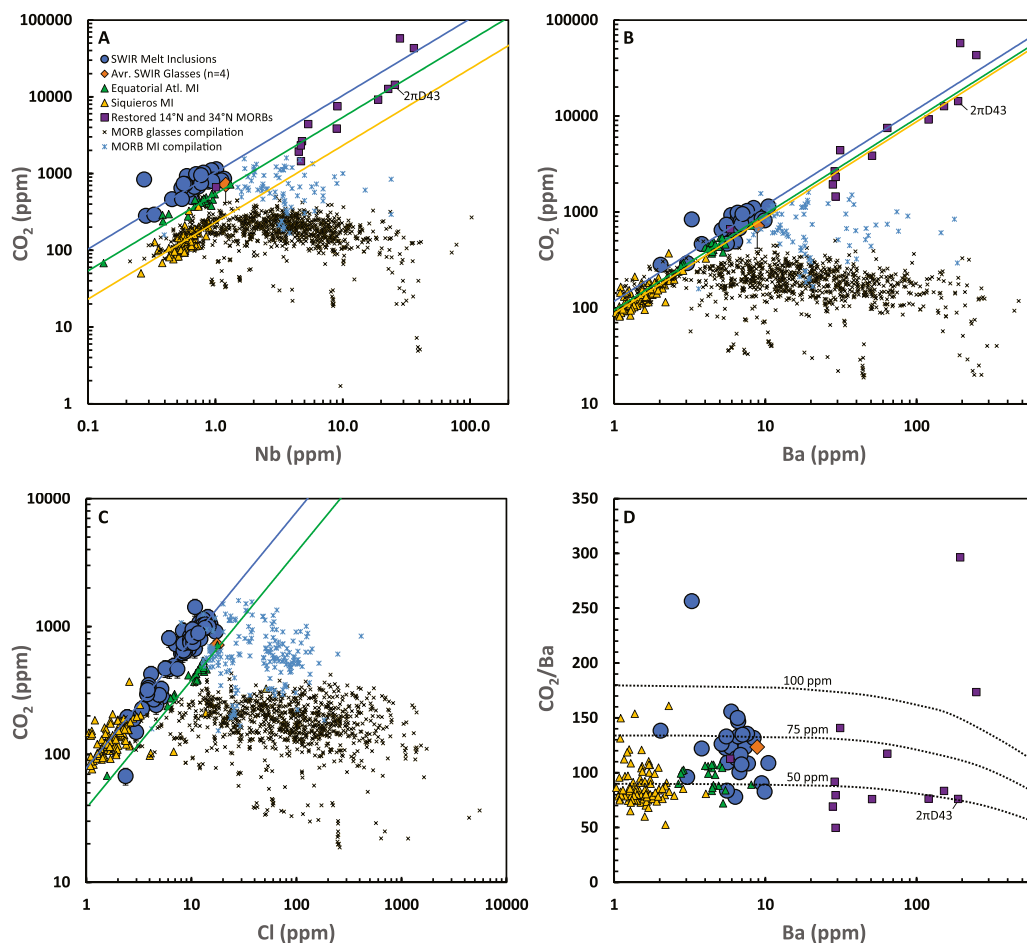 A
SWIR Melt Inclusions
Avr. SWIR Glasses (n=4)
Equatorial Atl. MI
Siquieros MI
Restored 14°N and 34°N MORBs
MORB glasses compilation
MORB MI compilation
2πD43
100000
10000
1000
100
10
1
CO2 (ppm)
0.1
1.0
10.0
100.0
Nb (ppm)
B
2πD43
100000
10000
1000
100
10
CO2 (ppm)
1
10
100
Ba (ppm)
C
10000
1000
100
10
CO2 (ppm)
1
10
100
1000
10000
Cl (ppm)
D
350
300
250
200
150
100
50
0
CO2/Ba
100 ppm
75 ppm
50 ppm
2πD43
1
10
100
Ba (ppm)